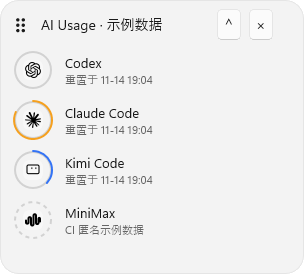 AI Usage · 示例数据
^ ×
Codex
重置于 11-14 19:04
Claude Code
重置于 11-14 19:04
Kimi Code
重置于 11-14 19:04
MiniMax
CI 匿名示例数据